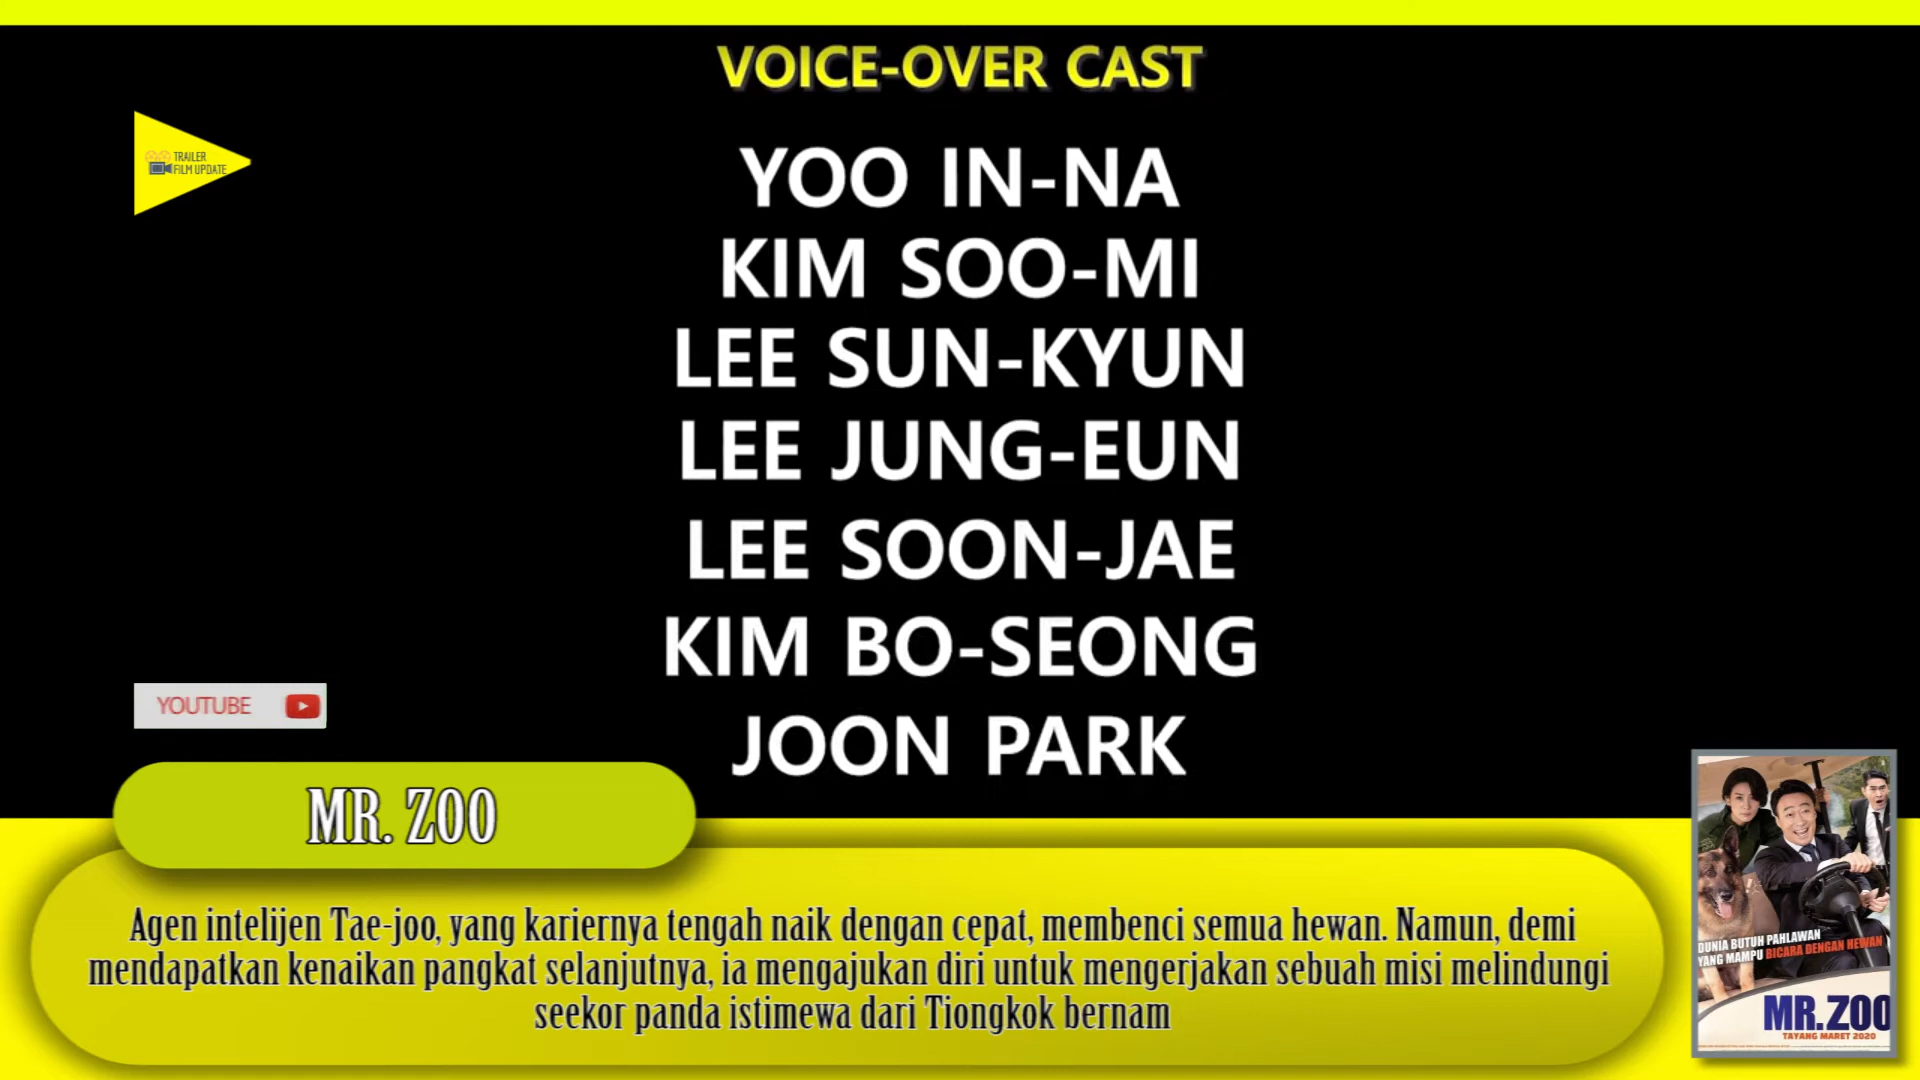 VOICE-OVER CAST
TRAILER
FILM UPDATE
YOO IN-NA
KIM SOO-MI
LEE SUN-KYUN
LEE JUNG-EUN
LEE SOON-JAE
KIM BO-SEONG
JOON PARK
YOUTUBE
MR. ZOO
Agen intelijen Tae-joo, yang kariernya tengah naik dengan cepat, membenci semua hewan. Namun, demi
mendapatkan kenaikan pangkat selanjutnya, ia mengajukan diri untuk mengerjakan sebuah misi melindungi
seekor panda istimewa dari Tiongkok bernam
DUNIA BUTUH PAHLAWAN
YANG MAMPU BICARA DENGAN HEWAN
MR.ZOO
TAYANG MARET 2020